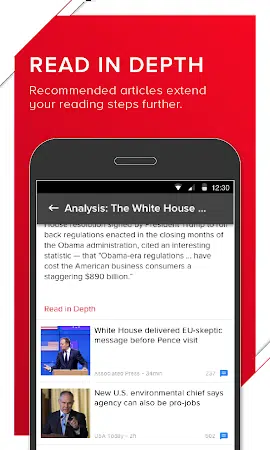 READ IN DEPTH
Recommended articles extend
your reading steps further.
12:30
← Analysis: The White House ...
House resolution signed by President Trump to roll
back regulations enacted in the closing months of
the Obama administration, cited an interesting
statistic — that "Obama-era regulations ... have
cost the American business consumers a
staggering $890 billion."
Read in Depth
White House delivered EU-skeptic
message before Pence visit
Associated Press - 34min
237
New U.S. environmental chief says
agency can also be pro-jobs
USA Today - 2h
902